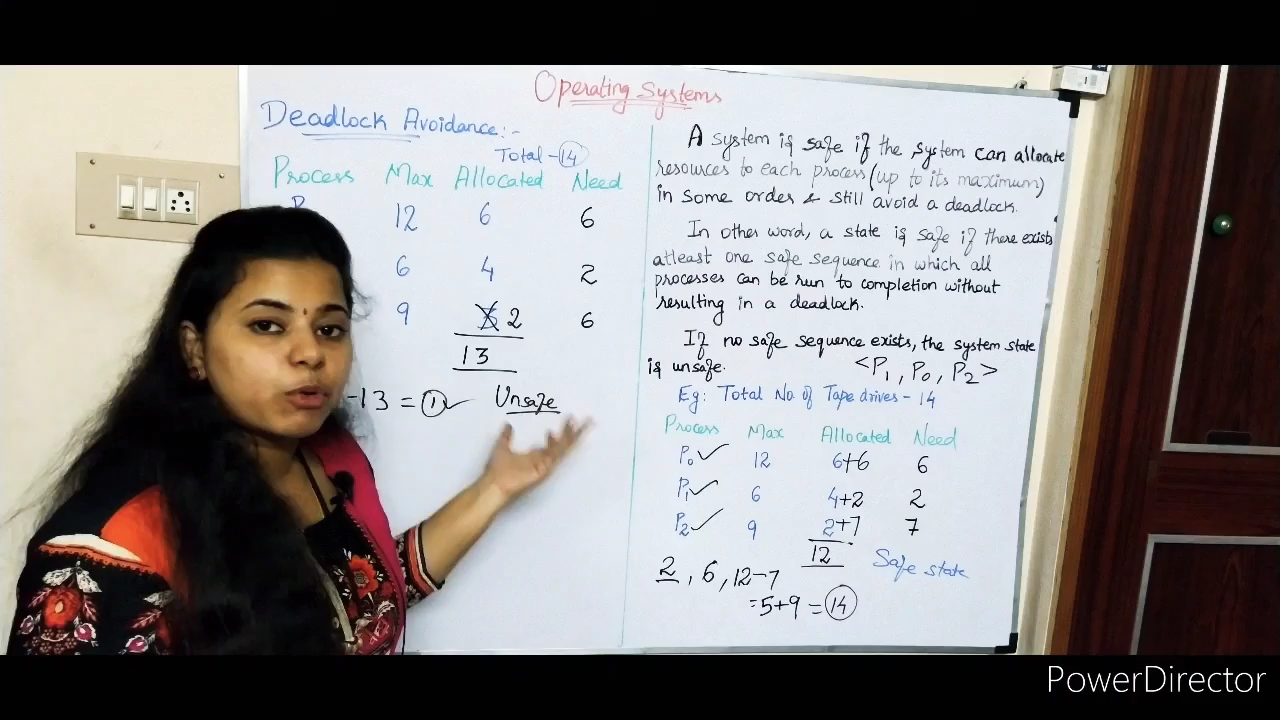 Operating Systems
Deadlock Avoidance:-
Total - 14
Process Max Allocated Need
P 12 6 6
6 4 2
9 2 6
13
-13 = 1 ✓ Unsafe
A system is safe if the system can allocate
resources to each process (up to its maximum)
in some order & still avoid a deadlock.
In other word, a state is safe if there exists
atleast one safe sequence in which all
processes can be run to completion without
resulting in a deadlock.
If no safe sequence exists, the system state
is unsafe.
<P1, P0, P2>
Eg: Total No. of Tape drives - 14
Process Max Allocated Need
P0 ✓ 12 6+6 6
P1 ✓ 6 4+2 2
P2 ✓ 9 2+7 7
12
Safe state
2, 6, 12-7
=5+9 = 14
PowerDirector